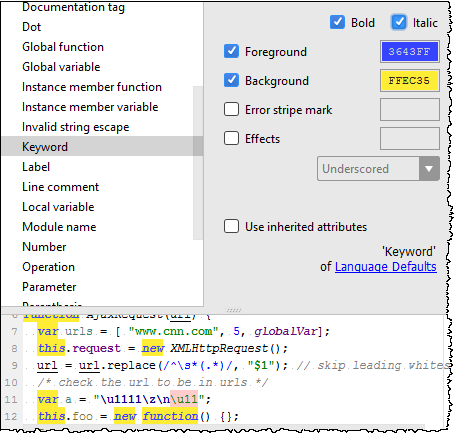 Documentation tag
Dot
Global function
Global variable
Instance member function
Instance member variable
Invalid string escape
Keyword
Label
Line comment
Local variable
Module name
Number
Operation
Parameter
Parenthesis
Bold Italic
Foreground 3643FF
Background FFEC35
Error stripe mark
Effects
Underscored
Use inherited attributes
'Keyword'
of Language Defaults
6 function AjaxRequest(url) {
7 var urls = [ "www.cnn.com", 5, globalVar];
8 this.request = new XMLHttpRequest();
9 url = url.replace(/^\s*(.*)/, "$1"); // skip leading whites
10 /* check the url to be in urls */
11 var a = "\u1111\z\n\u11";
12 this.foo = new function() {};